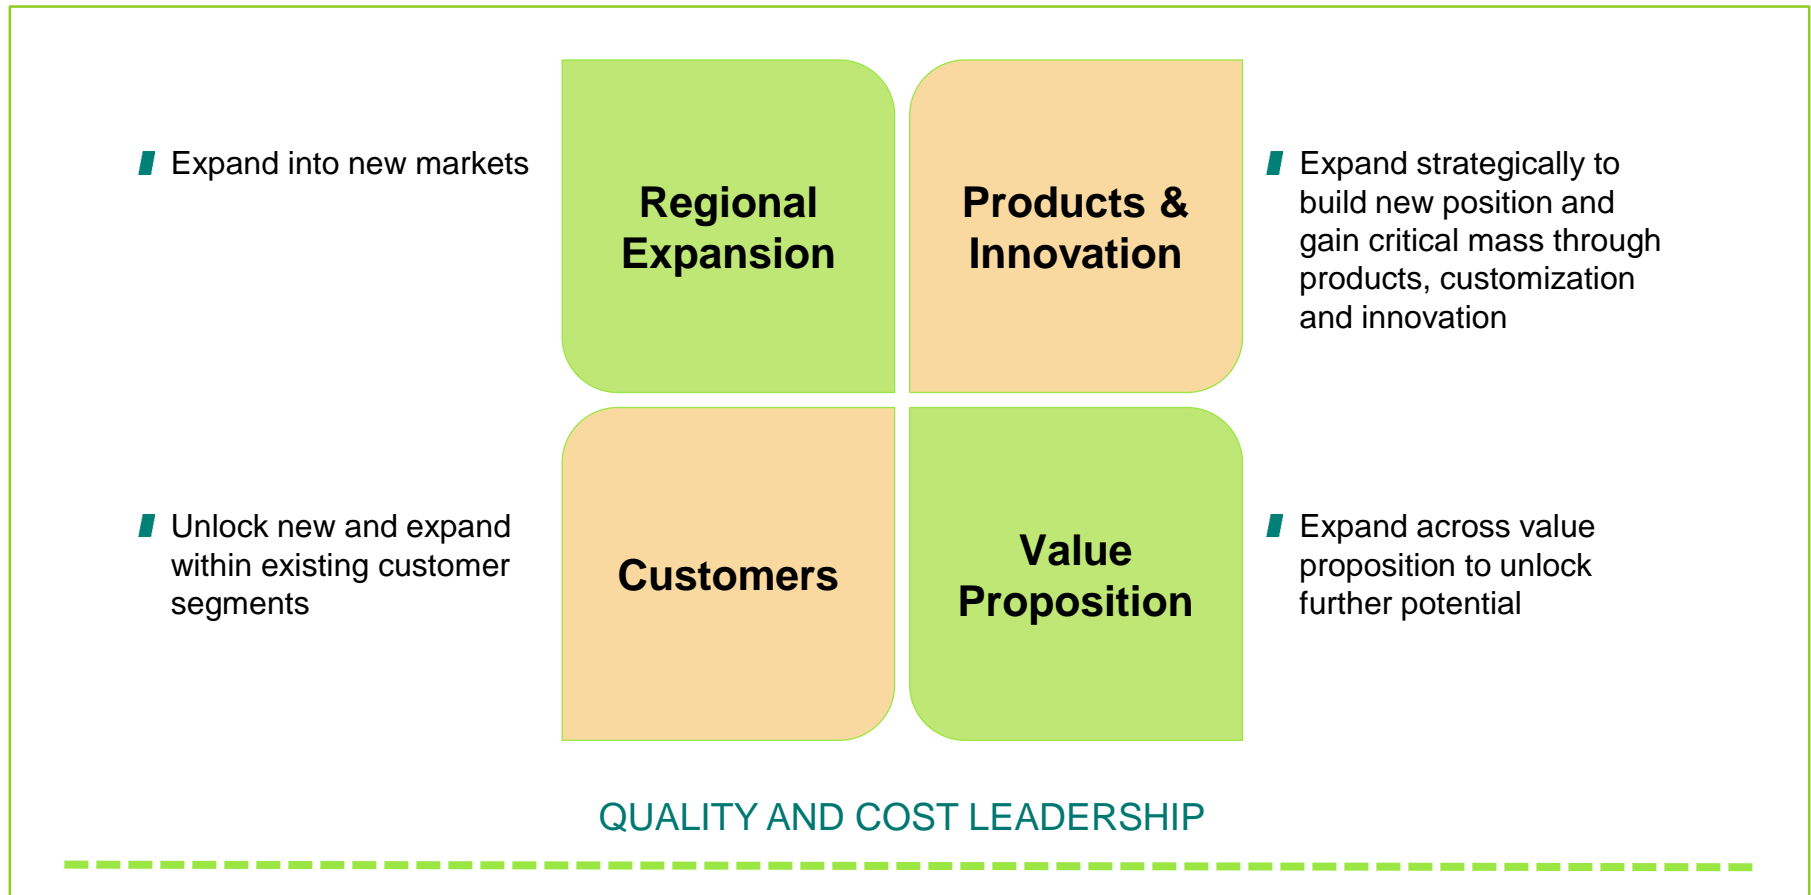 Expand into new markets
Regional
Expansion
Products &
Innovation
Expand strategically to
build new position and
gain critical mass through
products, customization
and innovation
Unlock new and expand
within existing customer
segments
Customers
Value
Proposition
Expand across value
proposition to unlock
further potential
QUALITY AND COST LEADERSHIP